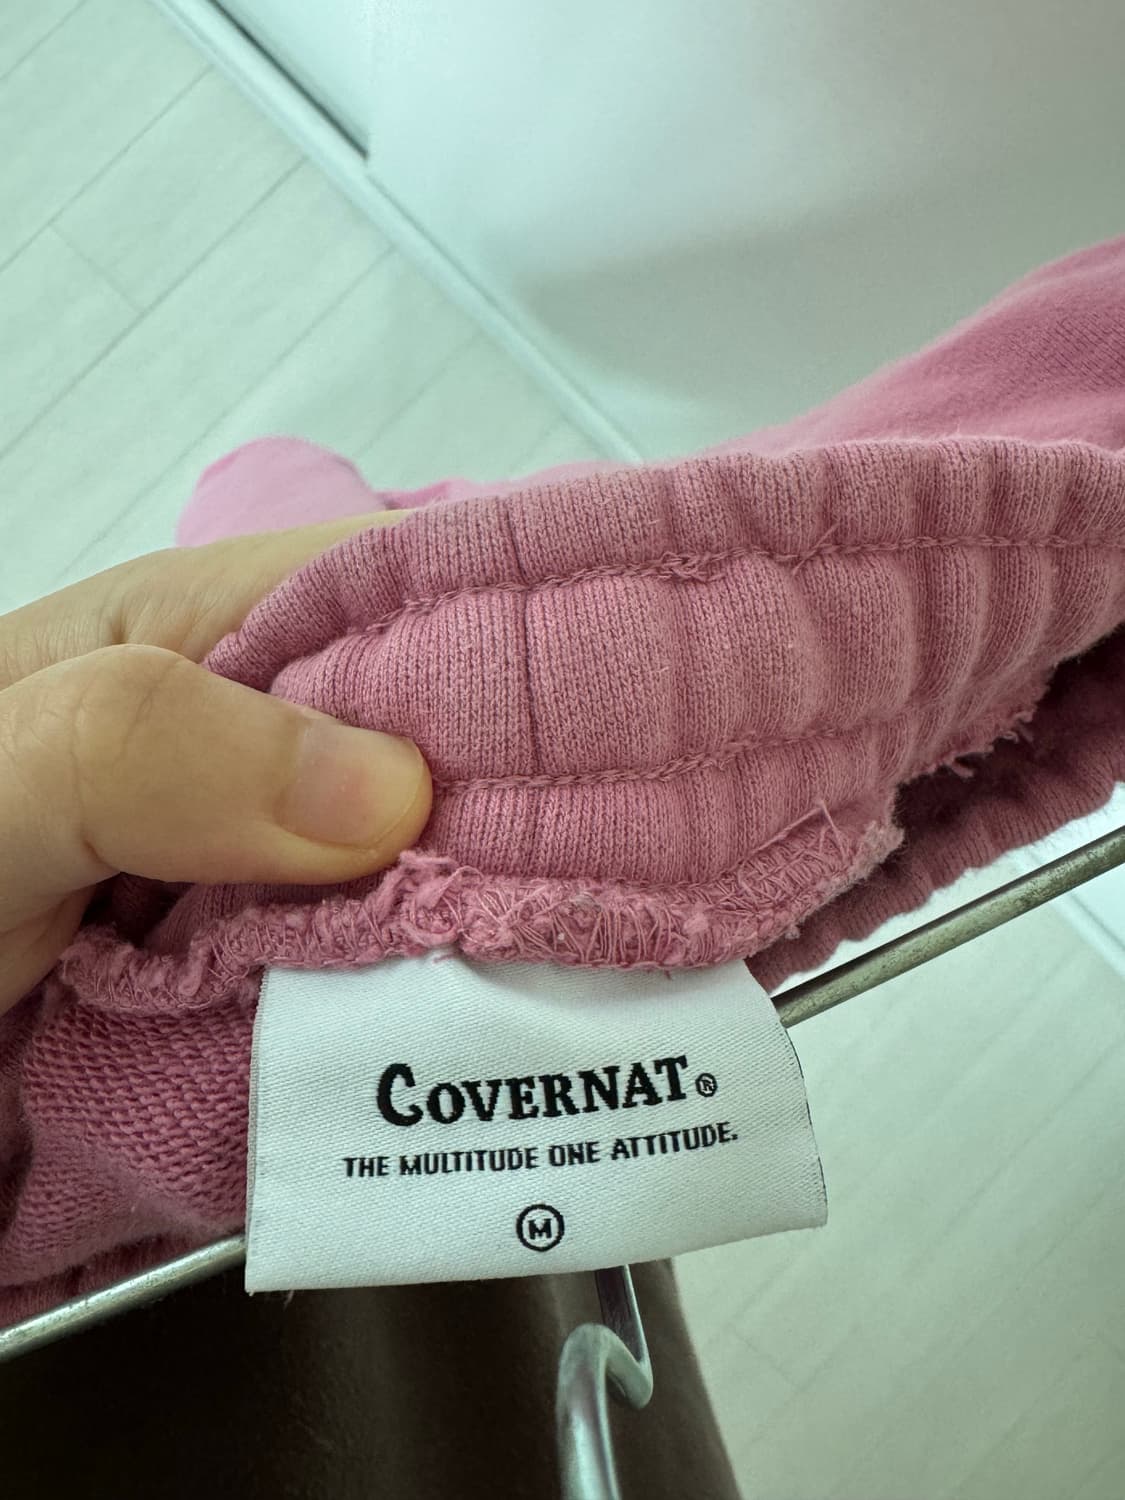 COVERNAT®
THE MULTITUDE ONE ATTITUDE.
M